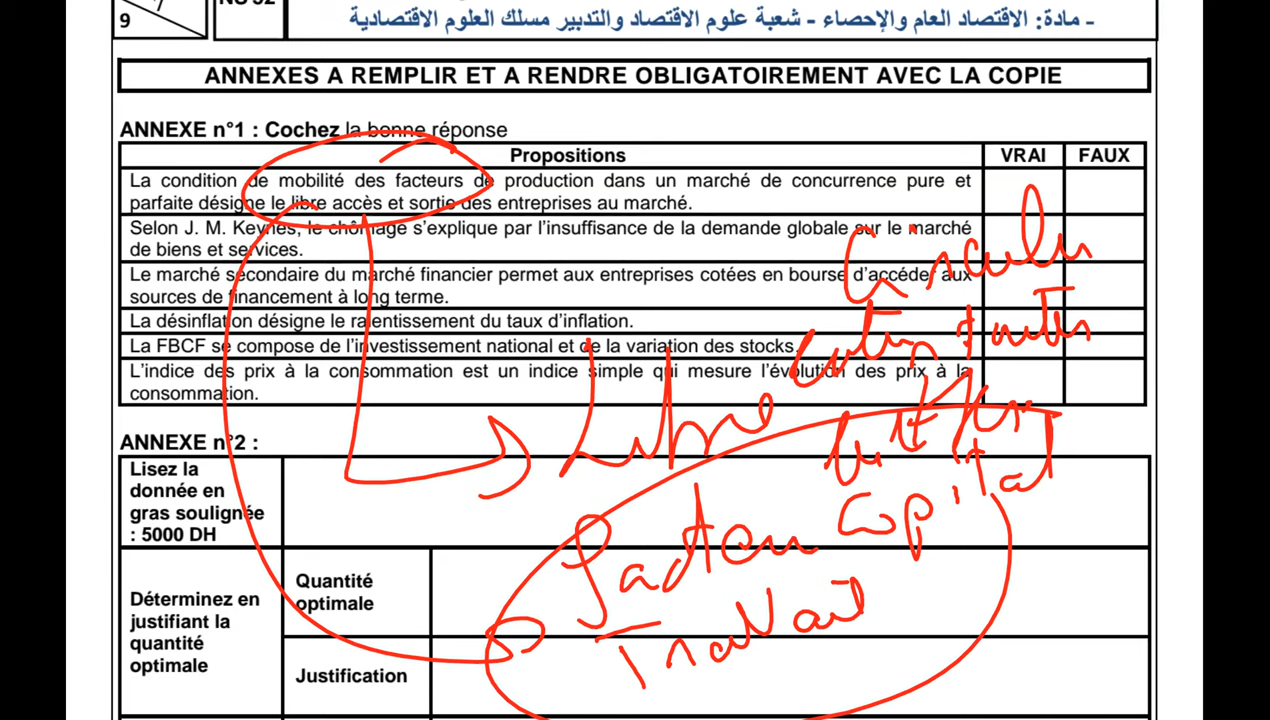 9
NS 92
- مادة: الاقتصاد العام والإحصاء - شعبة علوم الاقتصاد والتدبير مسلك العلوم الاقتصادية
ANNEXES A REMPLIR ET A RENDRE OBLIGATOIREMENT AVEC LA COPIE
ANNEXE n°1 : Cochez la bonne réponse
Propositions VRAI FAUX
La condition de mobilité des facteurs de production dans un marché de concurrence pure et
parfaite désigne le libre accès et sortie des entreprises au marché.
Selon J. M. Keynes, le chômage s’explique par l’insuffisance de la demande globale sur le marché
de biens et services.
Le marché secondaire du marché financier permet aux entreprises cotées en bourse d’accéder aux
sources de financement à long terme.
La désinflation désigne le ralentissement du taux d’inflation.
La FBCF se compose de l’investissement national et de la variation des stocks.
L’indice des prix à la consommation est un indice simple qui mesure l’évolution des prix à la
consommation.
Libre
ANNEXE n°2 :
Lisez la
donnée en
gras soulignée
: 5000 DH
Facteur Capital
Travail
Déterminez en
justifiant la
quantité
optimale
Quantité
optimale
Justification